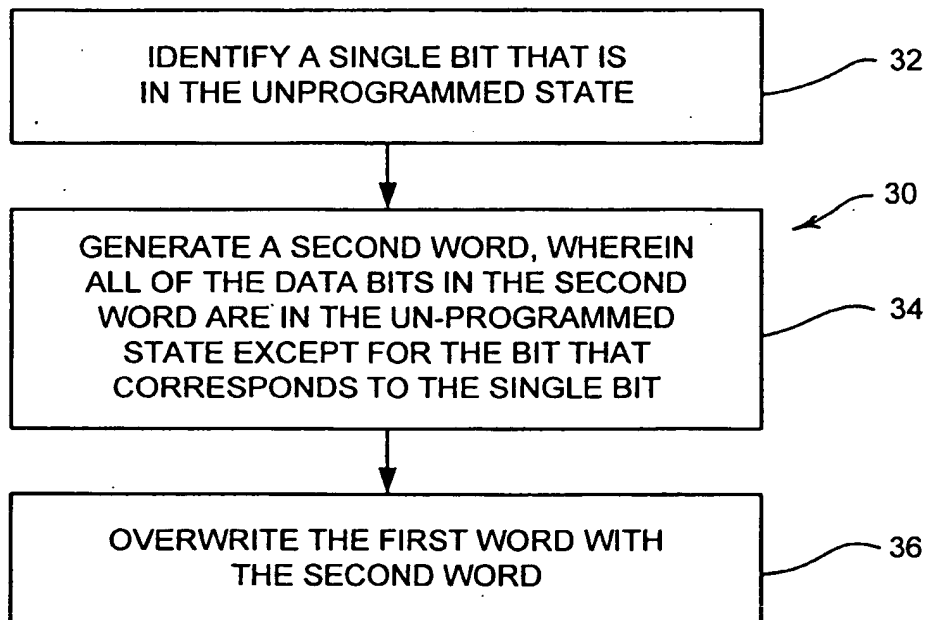 IDENTIFY A SINGLE BIT THAT IS
IN THE UNPROGRAMMED STATE
32
30
GENERATE A SECOND WORD, WHEREIN
ALL OF THE DATA BITS IN THE SECOND
WORD ARE IN THE UN-PROGRAMMED
STATE EXCEPT FOR THE BIT THAT
CORRESPONDS TO THE SINGLE BIT
34
OVERWRITE THE FIRST WORD WITH
THE SECOND WORD
36